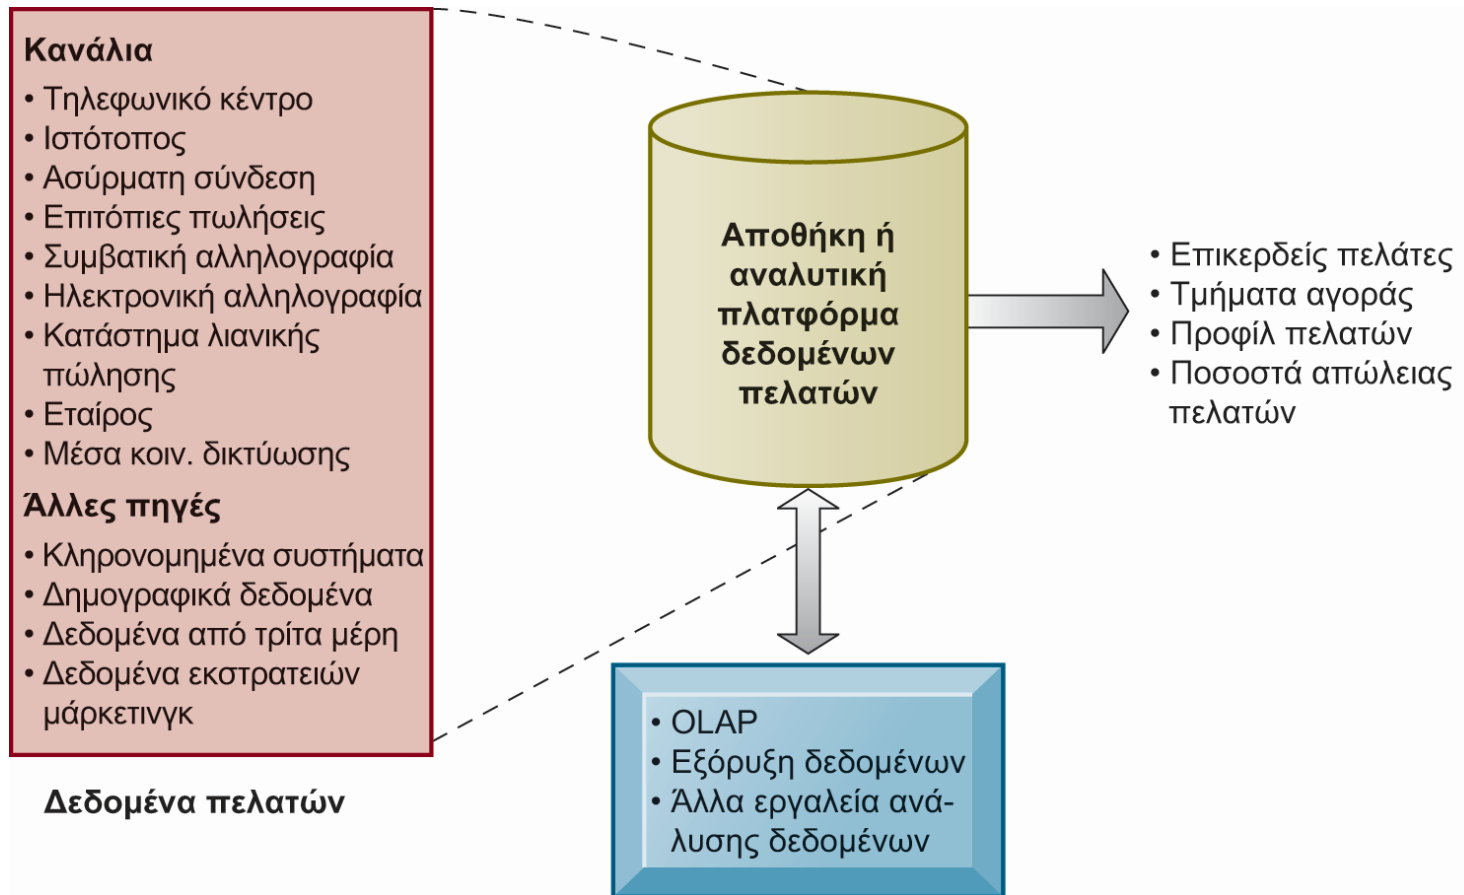 Κανάλια
• Τηλεφωνικό κέντρο
• Ιστότοπος
• Ασύρματη σύνδεση
• Επιτόπιες πωλήσεις
• Συμβατική αλληλογραφία
• Ηλεκτρονική αλληλογραφία
• Κατάστημα λιανικής
πώλησης
• Εταίρος
• Μέσα κοιν. δικτύωσης
Άλλες πηγές
• Κληρονομημένα συστήματα
• Δημογραφικά δεδομένα
• Δεδομένα από τρίτα μέρη
• Δεδομένα εκστρατειών
μάρκετινγκ
Δεδομένα πελατών
Αποθήκη ή
αναλυτική
πλατφόρμα
δεδομένων
πελατών
• OLAP
• Εξόρυξη δεδομένων
• Άλλα εργαλεία ανά-
λυσης δεδομένων
• Επικερδείς πελάτες
• Τμήματα αγοράς
• Προφίλ πελατών
• Ποσοστά απώλειας
πελατών